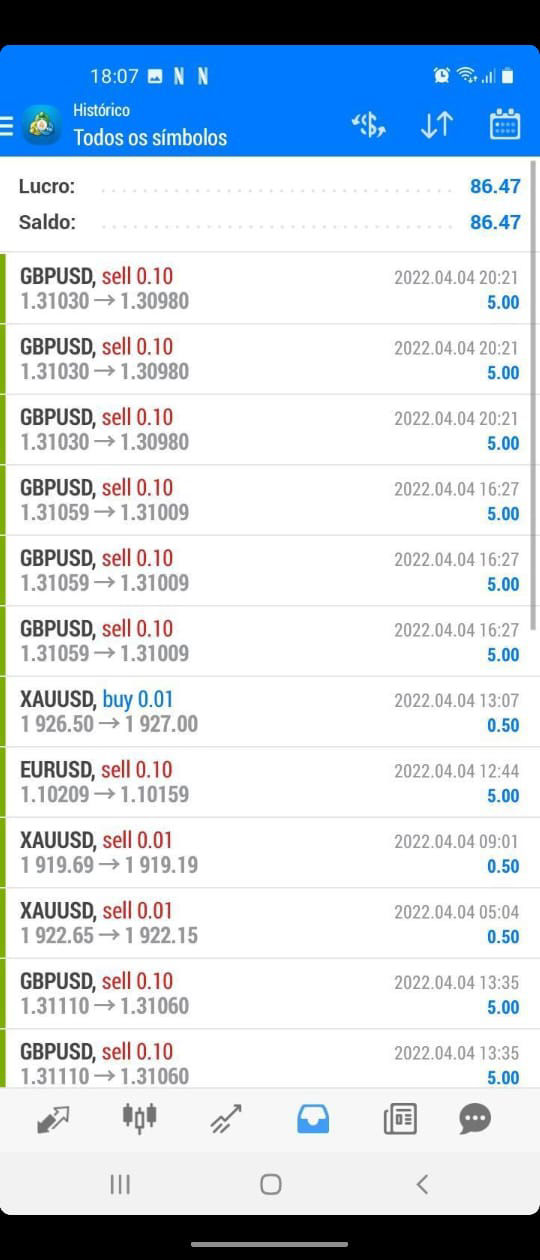 18:07
Histórico
Todos os símbolos
Lucro: 86.47
Saldo: 86.47
GBPUSD, sell 0.10 2022.04.04 20:21
1.31030 → 1.30980 5.00
GBPUSD, sell 0.10 2022.04.04 20:21
1.31030 → 1.30980 5.00
GBPUSD, sell 0.10 2022.04.04 20:21
1.31030 → 1.30980 5.00
GBPUSD, sell 0.10 2022.04.04 16:27
1.31059 → 1.31009 5.00
GBPUSD, sell 0.10 2022.04.04 16:27
1.31059 → 1.31009 5.00
GBPUSD, sell 0.10 2022.04.04 16:27
1.31059 → 1.31009 5.00
XAUUSD, buy 0.01 2022.04.04 13:07
1 926.50 → 1 927.00 0.50
EURUSD, sell 0.10 2022.04.04 12:44
1.10209 → 1.10159 5.00
XAUUSD, sell 0.01 2022.04.04 09:01
1 919.69 → 1 919.19 0.50
XAUUSD, sell 0.01 2022.04.04 05:04
1 922.65 → 1 922.15 0.50
GBPUSD, sell 0.10 2022.04.04 13:35
1.31110 → 1.31060 5.00
GBPUSD, sell 0.10 2022.04.04 13:35
1.31110 → 1.31060 5.00